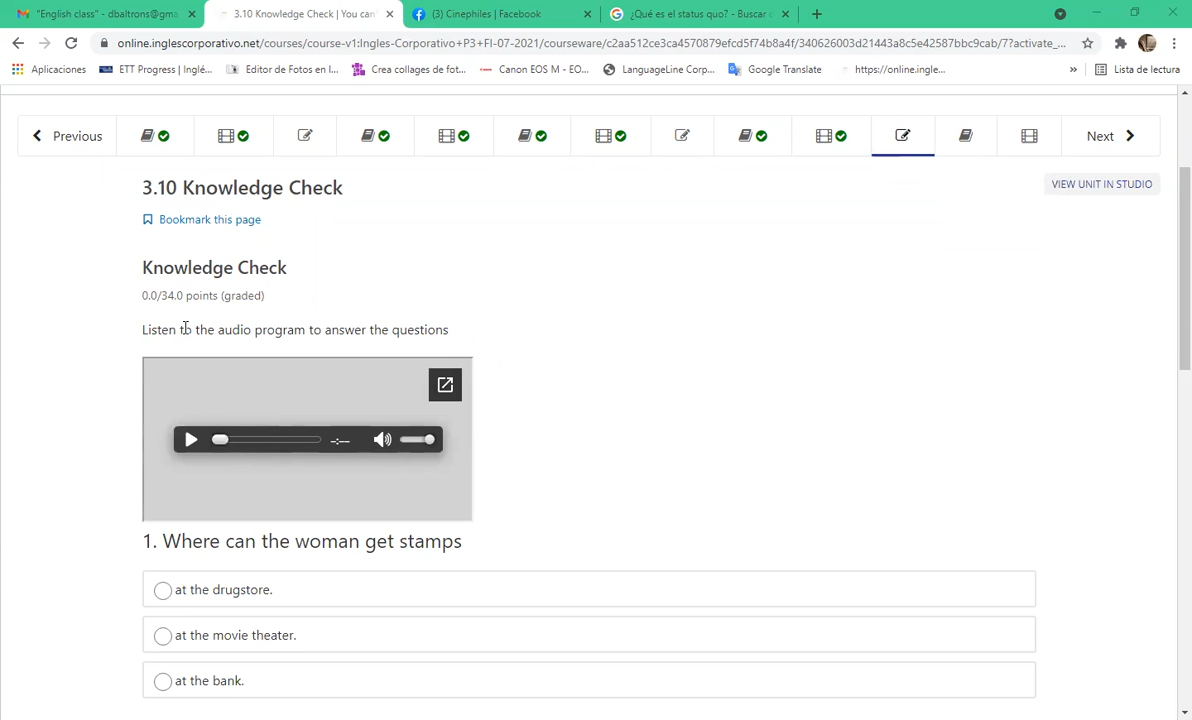 "English class" - dbaltrons@gma
3.10 Knowledge Check | You can
(3) Cinephiles | Facebook
¿Qué es el status quo? - Buscar
online.inglescorporativo.net/courses/course-v1:Ingles-Corporativo+P3+FI-07-2021/courseware/c2aa512ce3ca4570879efcd5f74b8a4f/340626003d21443a8c5e42587bbc9cab/7?activate_...
Aplicaciones
ETT Progress | Inglé...
Editor de Fotos en l...
Crea collages de fot...
Canon EOS M - EO...
LanguageLine Corp...
Google Translate
https://online.ingle...
»
Lista de lectura
Previous
Next
3.10 Knowledge Check
VIEW UNIT IN STUDIO
Bookmark this page
Knowledge Check
0.0/34.0 points (graded)
Listen to the audio program to answer the questions
--:--
1. Where can the woman get stamps
at the drugstore.
at the movie theater.
at the bank.